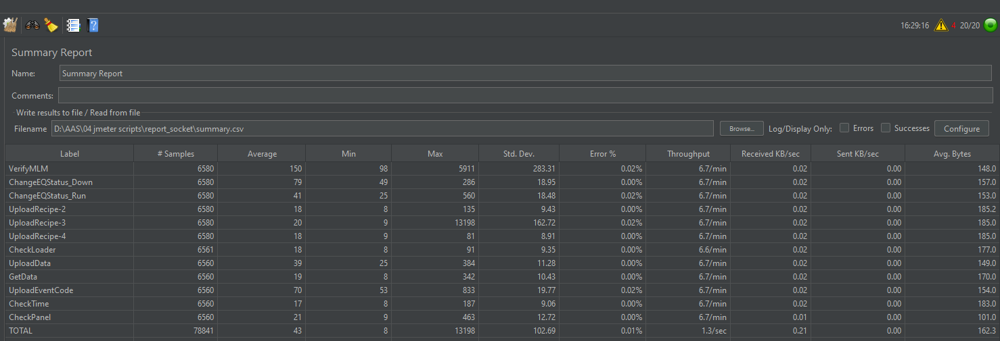 16:29:16 4 20/20
Summary Report
Name: Summary Report
Comments:
Write results to file / Read from file
Filename D:\AAS\04 jmeter scripts\report_socket\summary.csv Browse... Log/Display Only: Errors Successes Configure
Label # Samples Average Min Max Std. Dev. Error % Throughput Received KB/sec Sent KB/sec Avg. Bytes
VerifyMLM 6580 150 98 5911 283.31 0.02% 6.7/min 0.02 0.00 148.0
ChangeEQStatus_Down 6580 79 49 286 18.95 0.00% 6.7/min 0.02 0.00 157.0
ChangeEQStatus_Run 6580 41 25 560 18.48 0.02% 6.7/min 0.02 0.00 153.0
UploadRecipe-2 6580 18 8 135 9.43 0.00% 6.7/min 0.02 0.00 185.2
UploadRecipe-3 6580 20 9 13198 162.72 0.02% 6.7/min 0.02 0.00 185.0
UploadRecipe-4 6580 18 9 81 8.91 0.00% 6.7/min 0.02 0.00 185.0
CheckLoader 6561 18 8 91 9.35 0.00% 6.6/min 0.02 0.00 177.0
UploadData 6560 39 25 384 11.28 0.00% 6.7/min 0.02 0.00 149.0
GetData 6560 19 8 342 10.43 0.00% 6.7/min 0.02 0.00 170.0
UploadEventCode 6560 70 53 833 19.77 0.02% 6.7/min 0.02 0.00 154.0
CheckTime 6560 17 8 187 9.06 0.00% 6.7/min 0.02 0.00 183.0
CheckPanel 6560 21 9 463 12.72 0.00% 6.7/min 0.01 0.00 101.0
TOTAL 78841 43 8 13198 102.69 0.01% 1.3/sec 0.21 0.00 162.3